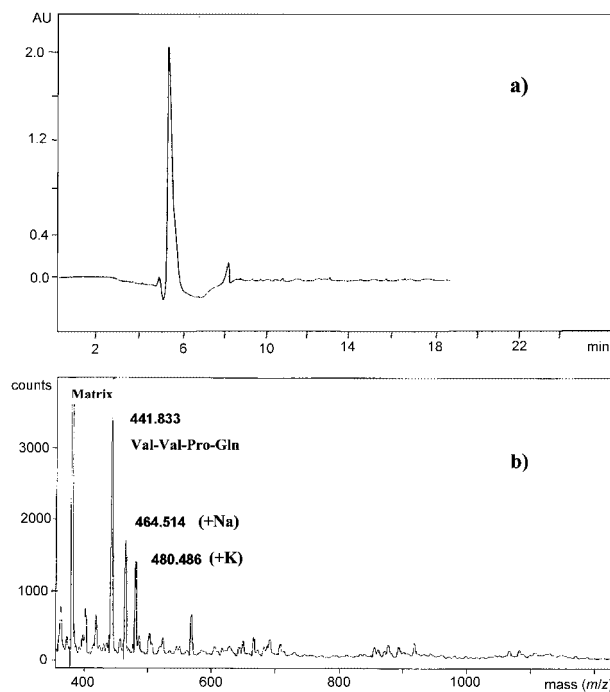 AU
2.0
a)
1.2
0.4
0.0
2
6
10
14
18
22
min
counts
Matrix
441.833
3000
Val-Val-Pro-Gln
b)
2000
464.514 (+Na)
480.486 (+K)
1000
0
400
600
800
1000
mass (m/z)